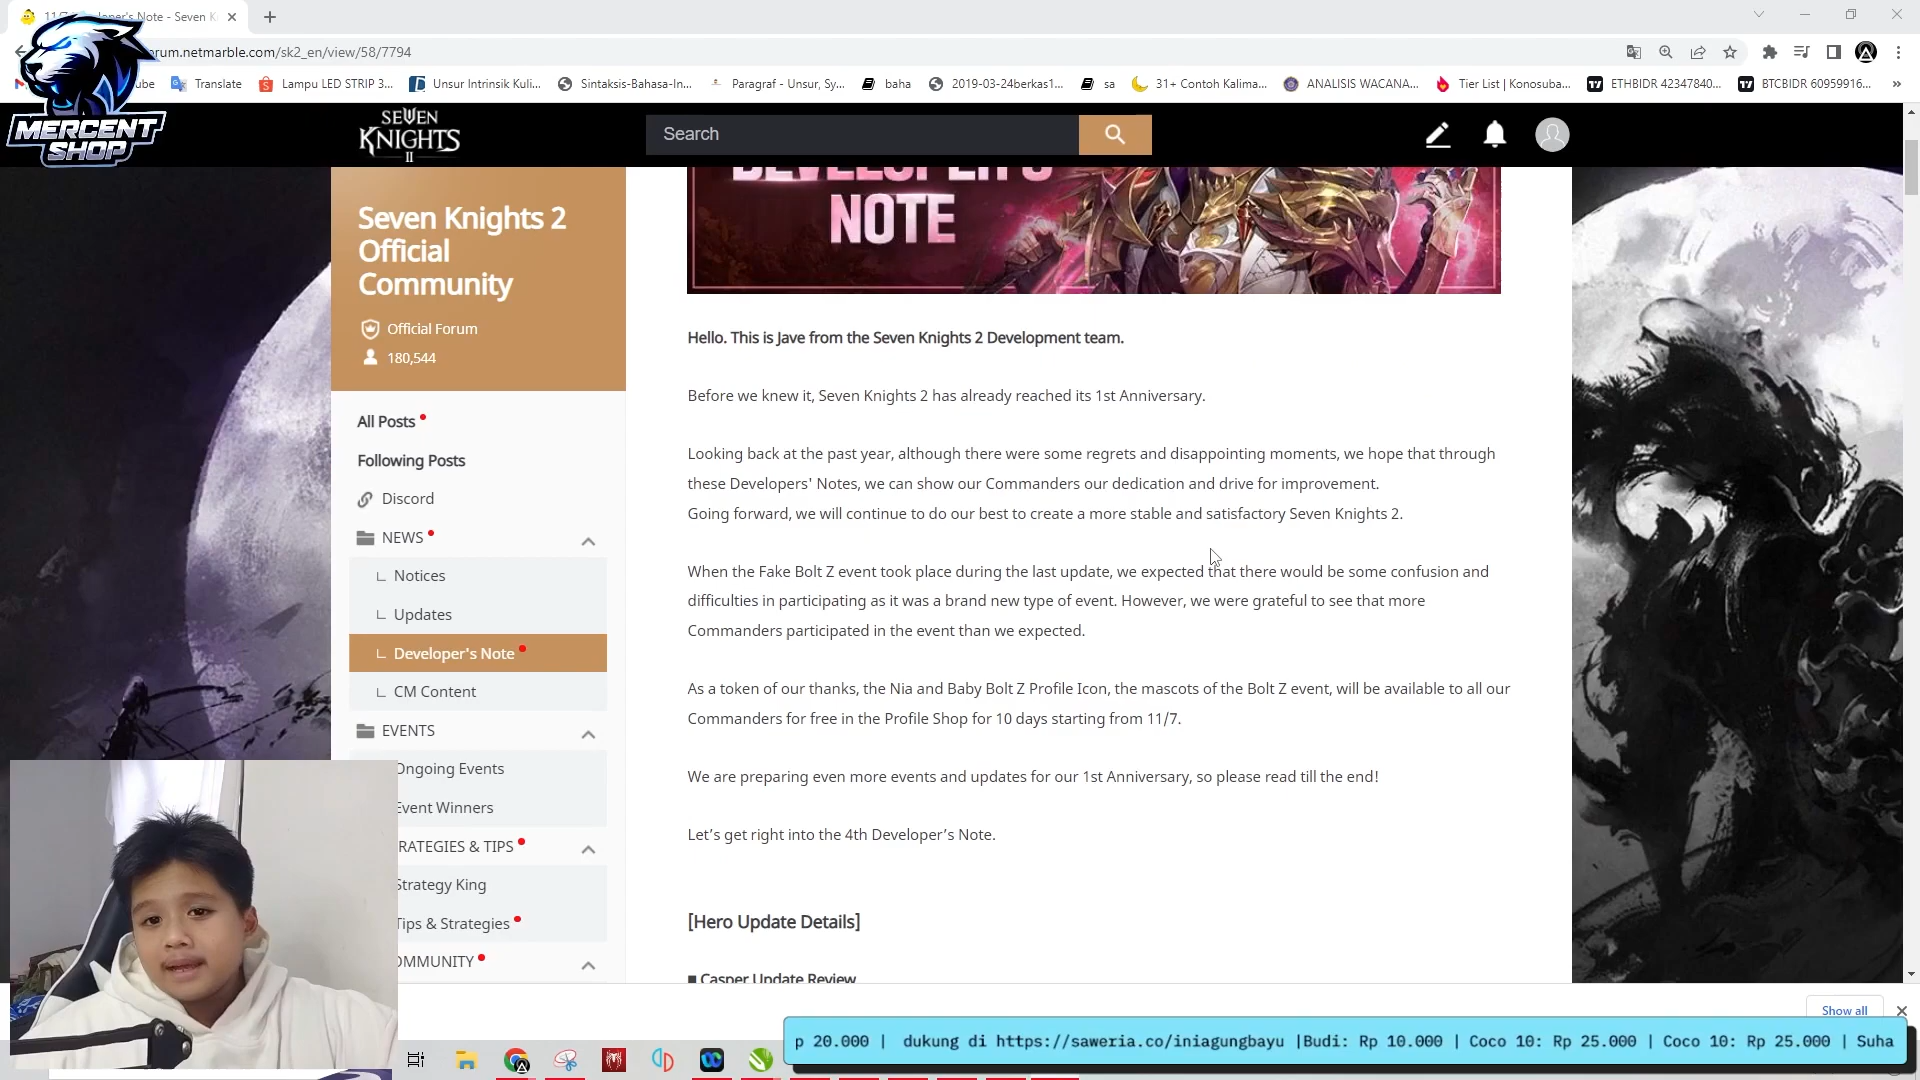 11/7
oper's Note - Seven K
orum.netmarble.com/sk2_en/view/58/7794
ube
Translate
Lampu LED STRIP 3...
Unsur Intrinsik Kuli...
Sintaksis-Bahasa-In...
Paragraf - Unsur, Sy...
baha
2019-03-24berkas1...
sa
31+ Contoh Kalima...
ANALISIS WACANA...
Tier List | Konosuba...
ETHBIDR 42347840...
BTCBIDR 60959916...
MERCENT
SHOP
SEVEN
KNIGHTS
II
Search
DEVELOPER'S
NOTE
Seven Knights 2
Official
Community
Official Forum
180,544
All Posts
Following Posts
Discord
NEWS
Notices
Updates
Developer's Note
CM Content
EVENTS
Ongoing Events
Event Winners
RATEGIES & TIPS
Strategy King
Tips & Strategies
OMMUNITY
Hello. This is Jave from the Seven Knights 2 Development team.
Before we knew it, Seven Knights 2 has already reached its 1st Anniversary.
Looking back at the past year, although there were some regrets and disappointing moments, we hope that through
these Developers' Notes, we can show our Commanders our dedication and drive for improvement.
Going forward, we will continue to do our best to create a more stable and satisfactory Seven Knights 2.
When the Fake Bolt Z event took place during the last update, we expected that there would be some confusion and
difficulties in participating as it was a brand new type of event. However, we were grateful to see that more
Commanders participated in the event than we expected.
As a token of our thanks, the Nia and Baby Bolt Z Profile Icon, the mascots of the Bolt Z event, will be available to all our
Commanders for free in the Profile Shop for 10 days starting from 11/7.
We are preparing even more events and updates for our 1st Anniversary, so please read till the end!
Let's get right into the 4th Developer's Note.
[Hero Update Details]
■ Casper Update Review
Show all
p 20.000 | dukung di https://saweria.co/iniagungbayu |Budi: Rp 10.000 | Coco 10: Rp 25.000 | Coco 10: Rp 25.000 | Suha